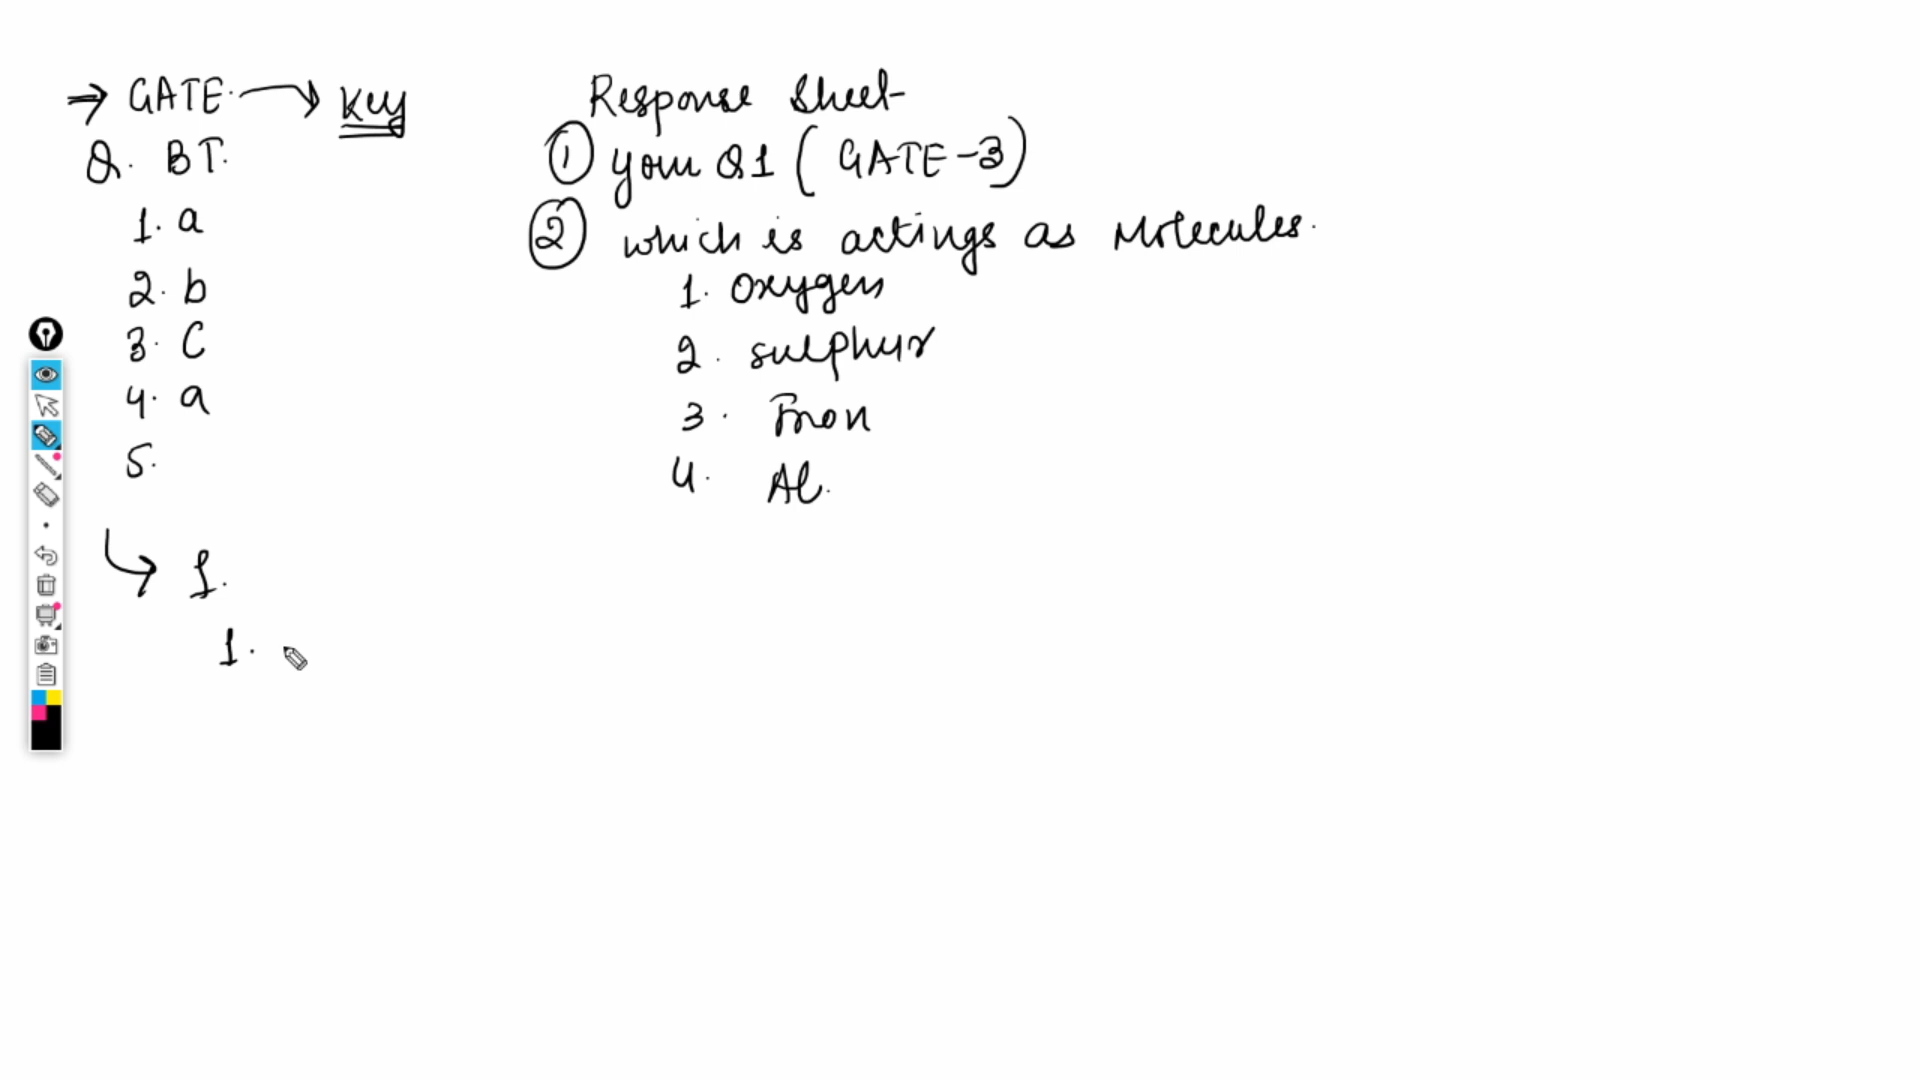 ⇒ GATE. → Key
Q. BT.
1. a
2. b
3. C
4. a
5.
↳ 1.
1.
Response Sheet
① your Q1 (GATE-3)
② which is actings as Molecules.
1. Oxygen
2. sulphur
3. Iron
4. Al.